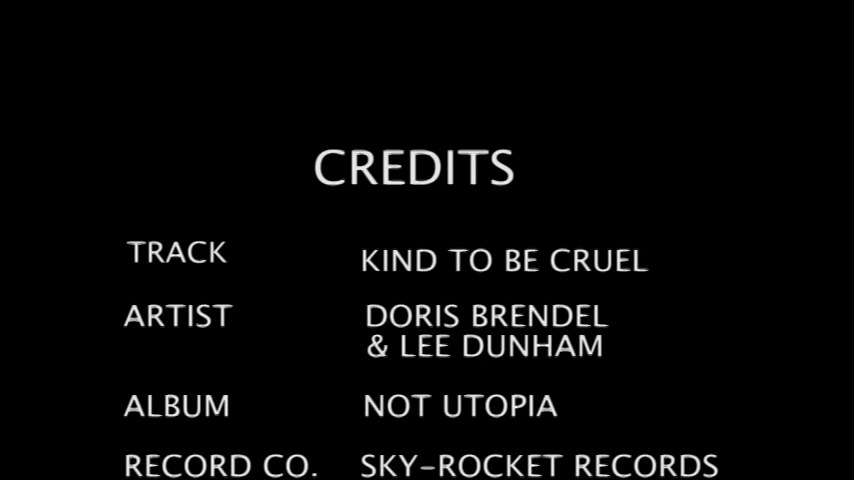 CREDITS
TRACK KIND TO BE CRUEL
ARTIST DORIS BRENDEL
& LEE DUNHAM
ALBUM NOT UTOPIA
RECORD CO. SKY-ROCKET RECORDS